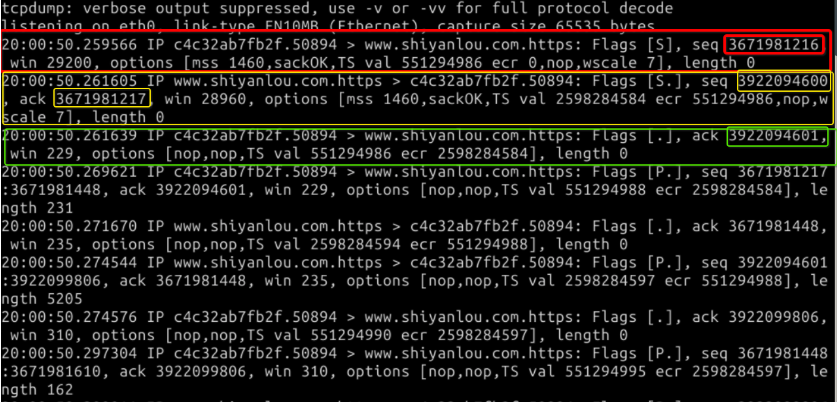 tcpdump: verbose output suppressed, use -v or -vv for full protocol decode
listening on eth0, link-type EN10MB (Ethernet), capture size 65535 bytes
20:00:50.259566 IP c4c32ab7fb2f.50894 > www.shiyanlou.com.https: Flags [S], seq 3671981216,
 win 29200, options [mss 1460,sackOK,TS val 551294986 ecr 0,nop,wscale 7], length 0
20:00:50.261605 IP www.shiyanlou.com.https > c4c32ab7fb2f.50894: Flags [S.], seq 3922094600
, ack 3671981217, win 28960, options [mss 1460,sackOK,TS val 2598284584 ecr 551294986,nop,w
scale 7], length 0
20:00:50.261639 IP c4c32ab7fb2f.50894 > www.shiyanlou.com.https: Flags [.], ack 3922094601,
 win 229, options [nop,nop,TS val 551294986 ecr 2598284584], length 0
20:00:50.269621 IP c4c32ab7fb2f.50894 > www.shiyanlou.com.https: Flags [P.], seq 3671981217
:3671981448, ack 3922094601, win 229, options [nop,nop,TS val 551294988 ecr 2598284584], le
ngth 231
20:00:50.271670 IP www.shiyanlou.com.https > c4c32ab7fb2f.50894: Flags [.], ack 3671981448,
 win 235, options [nop,nop,TS val 2598284594 ecr 551294988], length 0
20:00:50.274544 IP www.shiyanlou.com.https > c4c32ab7fb2f.50894: Flags [P.], seq 3922094601
:3922099806, ack 3671981448, win 235, options [nop,nop,TS val 2598284597 ecr 551294988], le
ngth 5205
20:00:50.274576 IP c4c32ab7fb2f.50894 > www.shiyanlou.com.https: Flags [.], ack 3922099806,
 win 310, options [nop,nop,TS val 551294990 ecr 2598284597], length 0
20:00:50.297304 IP c4c32ab7fb2f.50894 > www.shiyanlou.com.https: Flags [P.], seq 3671981448
:3671981610, ack 3922099806, win 310, options [nop,nop,TS val 551294995 ecr 2598284597], le
ngth 162